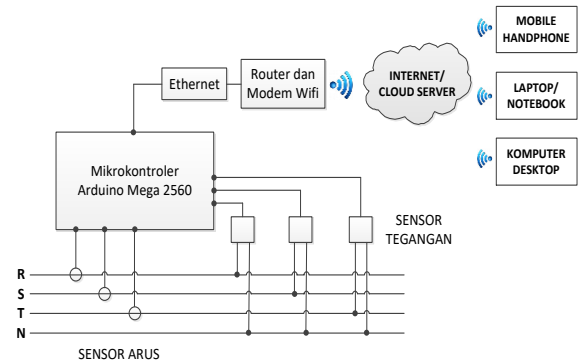 MOBILE
HANDPHONE
Ethernet
Router dan
Modem Wifi
INTERNET/
CLOUD SERVER
LAPTOP/
NOTEBOOK
KOMPUTER
DESKTOP
Mikrokontroler
Arduino Mega 2560
SENSOR
TEGANGAN
R
S
T
N
SENSOR ARUS